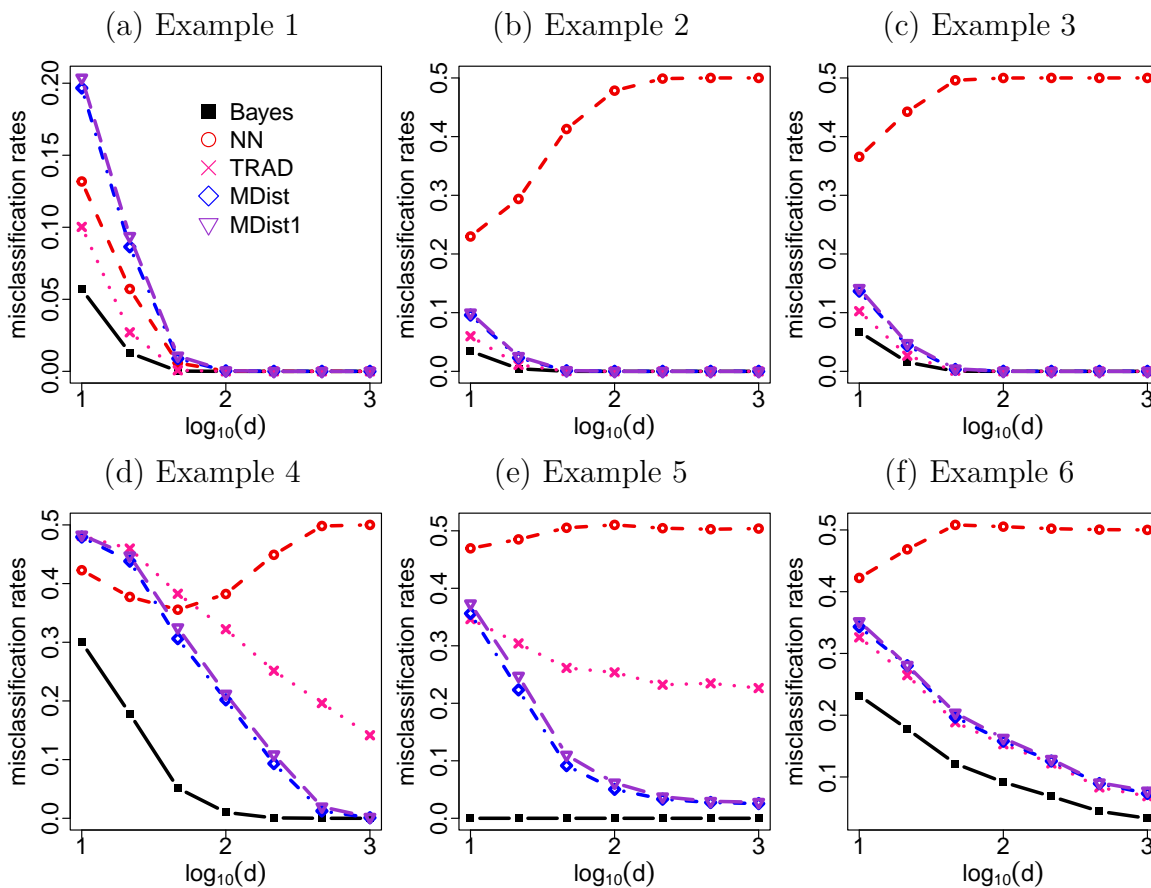 (a) Example 1
misclassification rates
0.00 0.05 0.10 0.15 0.20
Bayes
NN
TRAD
MDist
MDist1
1 2 3
log10(d)
(b) Example 2
misclassification rates
0.0 0.1 0.2 0.3 0.4 0.5
1 2 3
log10(d)
(c) Example 3
misclassification rates
0.0 0.1 0.2 0.3 0.4 0.5
1 2 3
log10(d)
(d) Example 4
misclassification rates
0.0 0.1 0.2 0.3 0.4 0.5
1 2 3
log10(d)
(e) Example 5
misclassification rates
0.0 0.1 0.2 0.3 0.4 0.5
1 2 3
log10(d)
(f) Example 6
misclassification rates
0.1 0.2 0.3 0.4 0.5
1 2 3
log10(d)